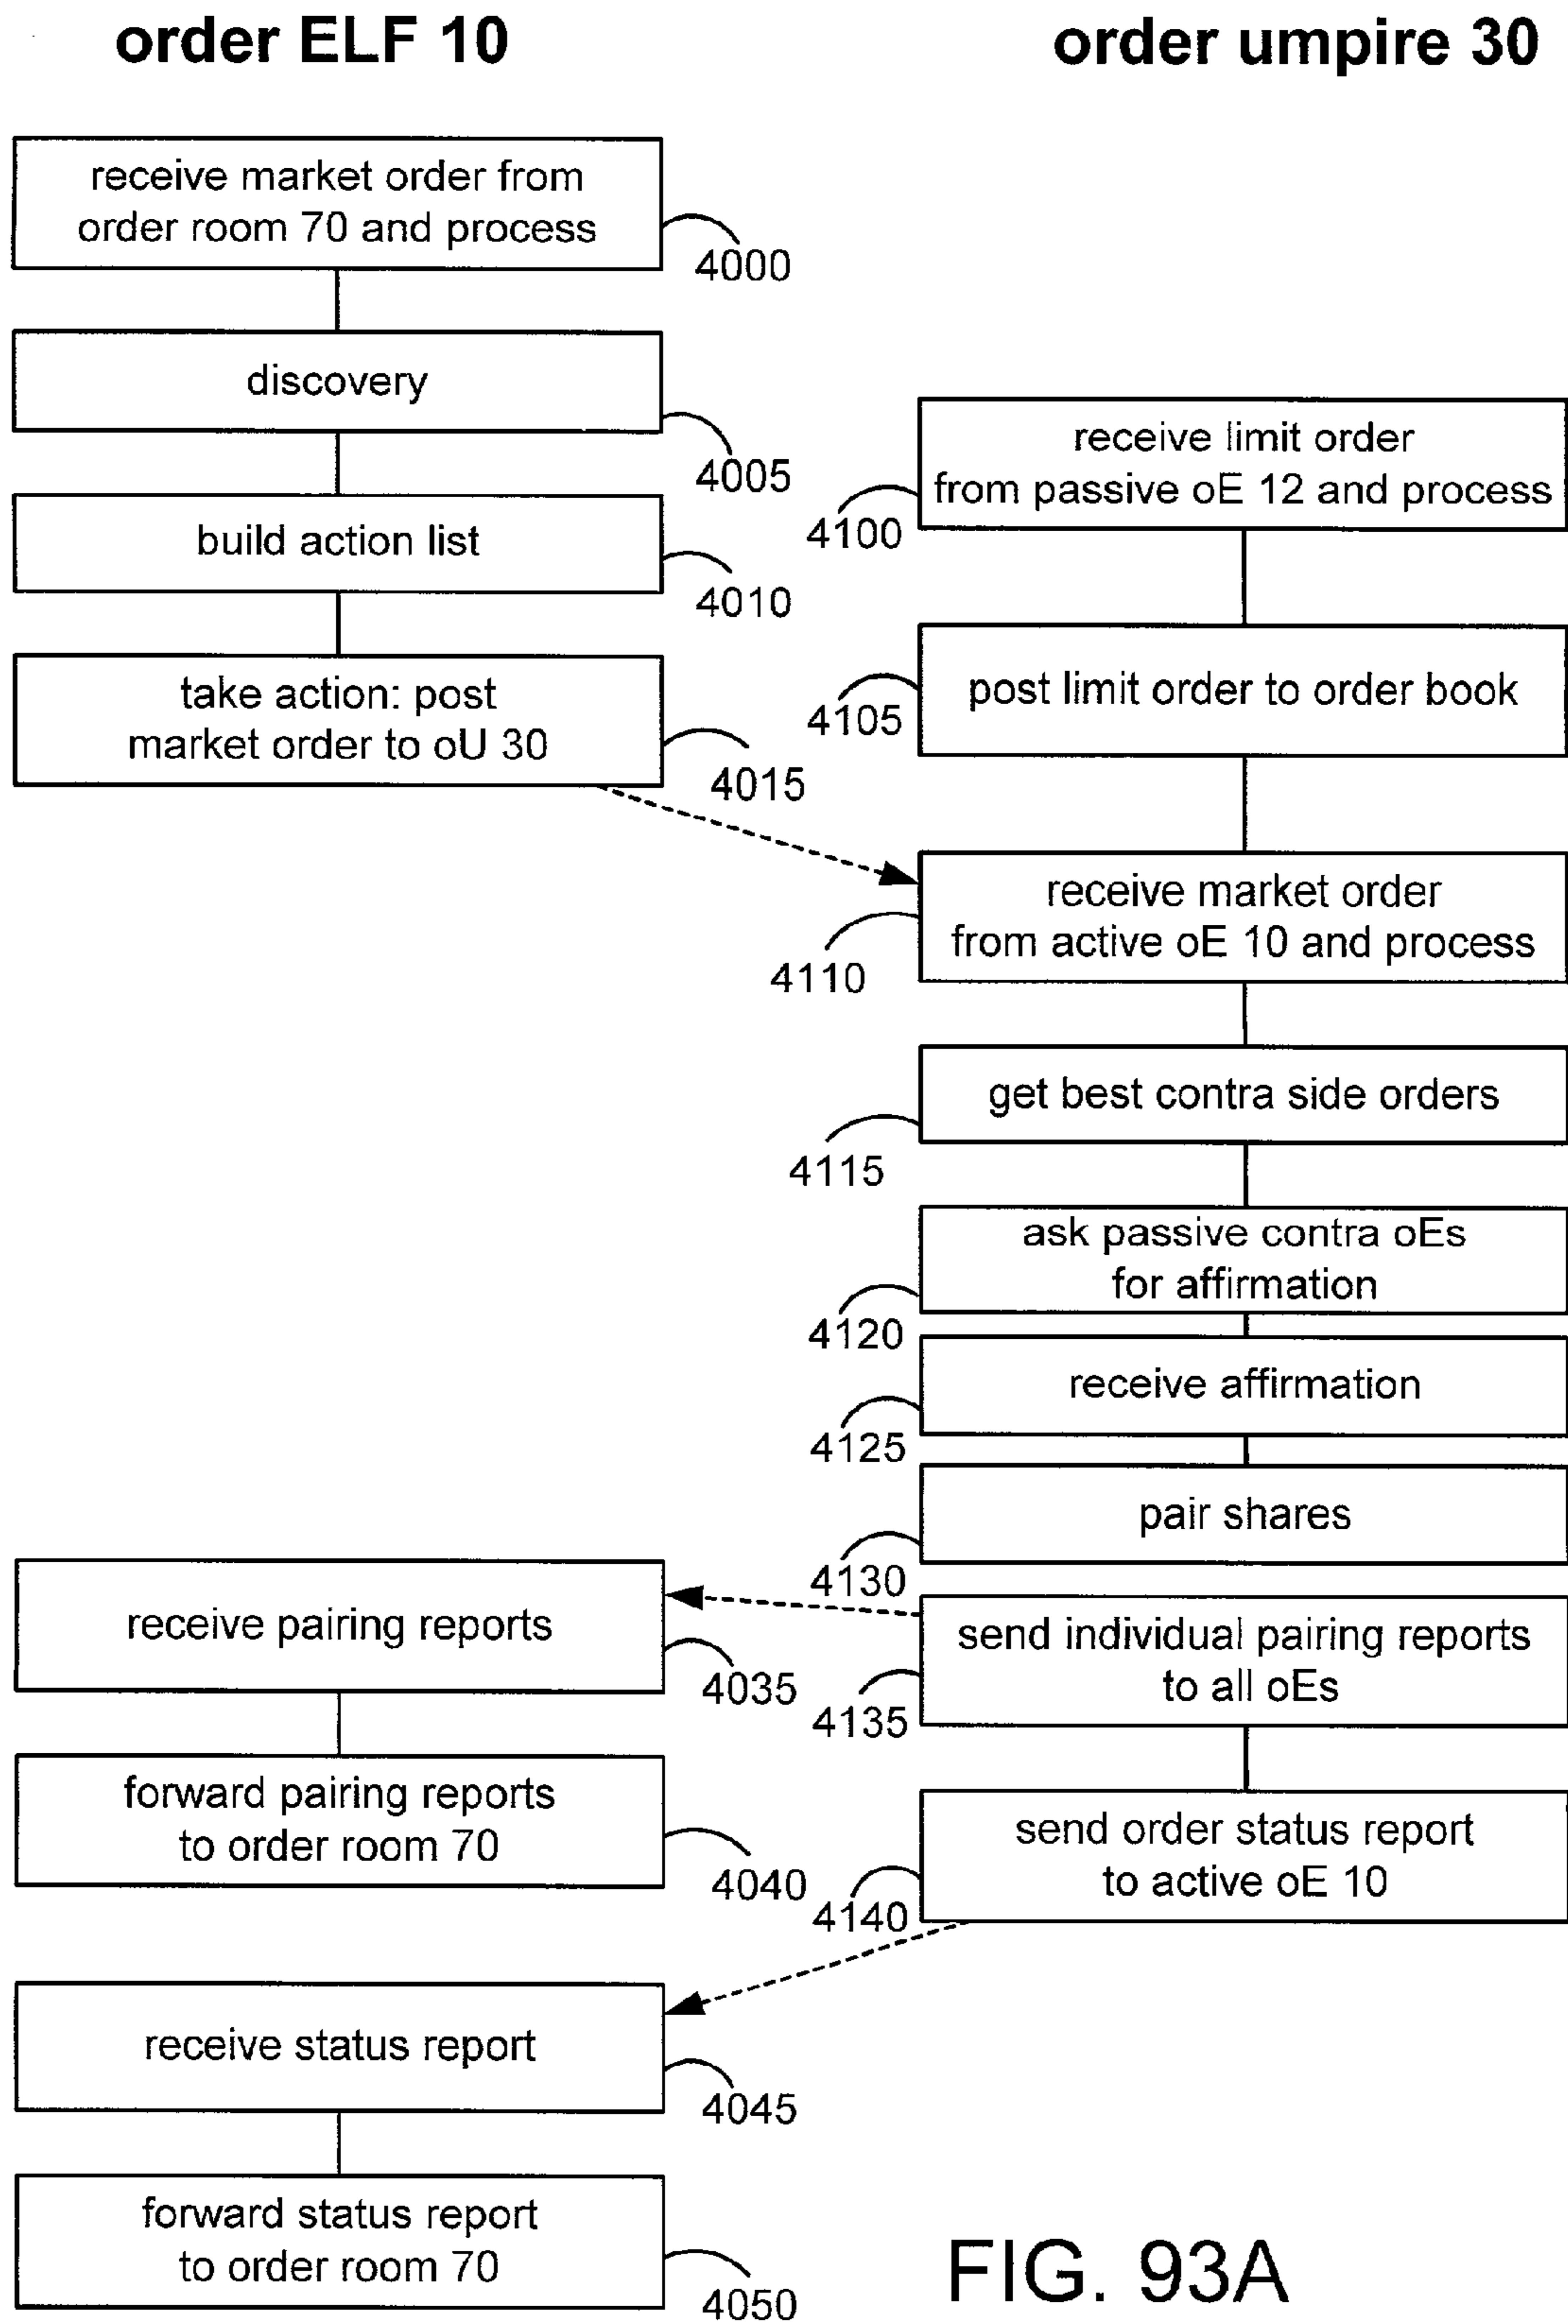 order ELF 10
receive market order from
order room 70 and process
4000
discovery
4005
build action list
4010
take action: post
market order to oU 30
4015
receive pairing reports
4035
forward pairing reports
to order room 70
4040
receive status report
4045
forward status report
to order room 70
4050
order umpire 30
receive limit order
from passive oE 12 and process
4100
post limit order to order book
4105
receive market order
from active oE 10 and process
4110
get best contra side orders
4115
ask passive contra oEs
for affirmation
4120
receive affirmation
4125
pair shares
4130
send individual pairing reports
to all oEs
4135
send order status report
to active oE 10
4140
FIG. 93A